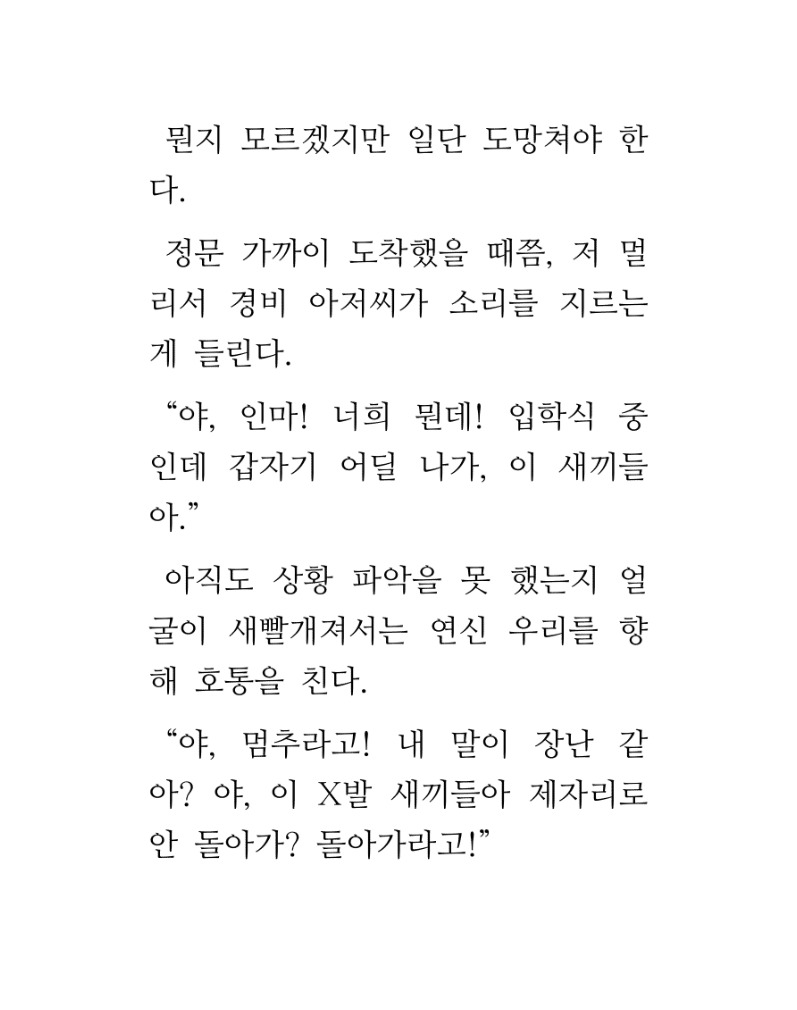 뭔지 모르겠지만 일단 도망쳐야 한
다.
정문 가까이 도착했을 때쯤, 저 멀
리서 경비 아저씨가 소리를 지르는
게 들린다.
“야, 인마! 너희 뭔데! 입학식 중
인데 갑자기 어딜 나가, 이 새끼들
아.”
아직도 상황 파악을 못 했는지 얼
굴이 새빨개져서는 연신 우리를 향
해 호통을 친다.
“야, 멈추라고! 내 말이 장난 같
아? 야, 이 X발 새끼들아 제자리로
안 돌아가? 돌아가라고!”